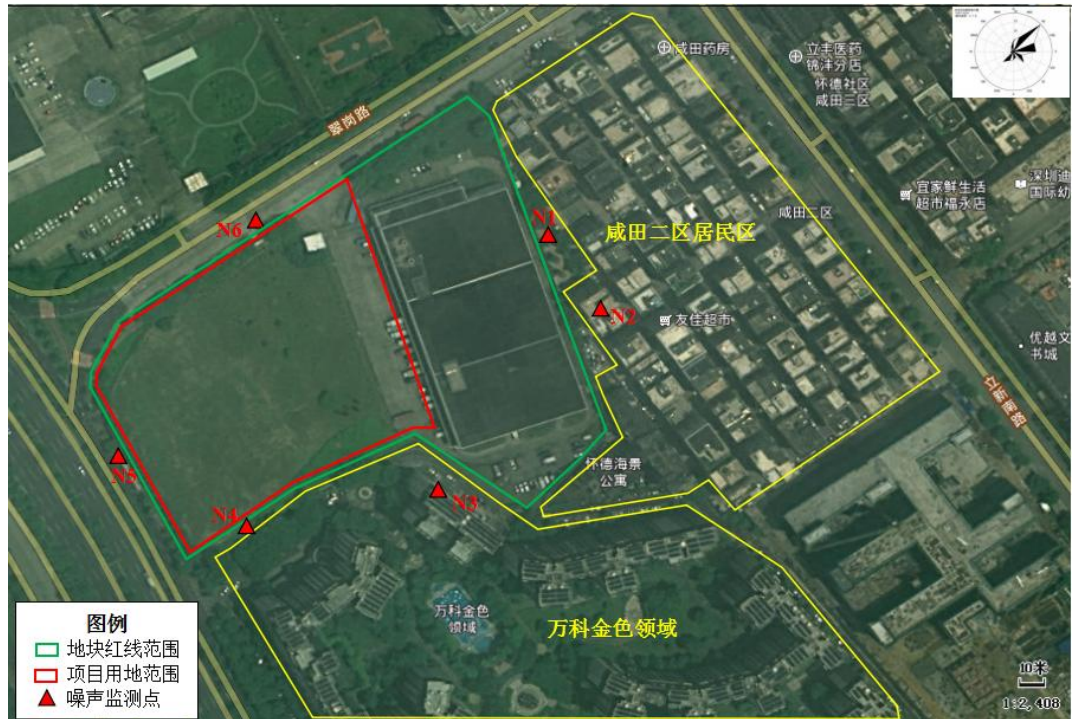 咸田药房
立丰医药
锦沣分店
怀德社区
咸田三区
翠岗路
宜家鲜生活
超市福永店
深圳迪
国际幼
咸田二区
N1
咸田二区居民区
N6
N2
友佳超市
优越文
书城
立新南路
怀德海景
公寓
N5
N3
N4
万科金色
领域
万科金色领域
图例
地块红线范围
项目用地范围
噪声监测点
10米
1:2,408